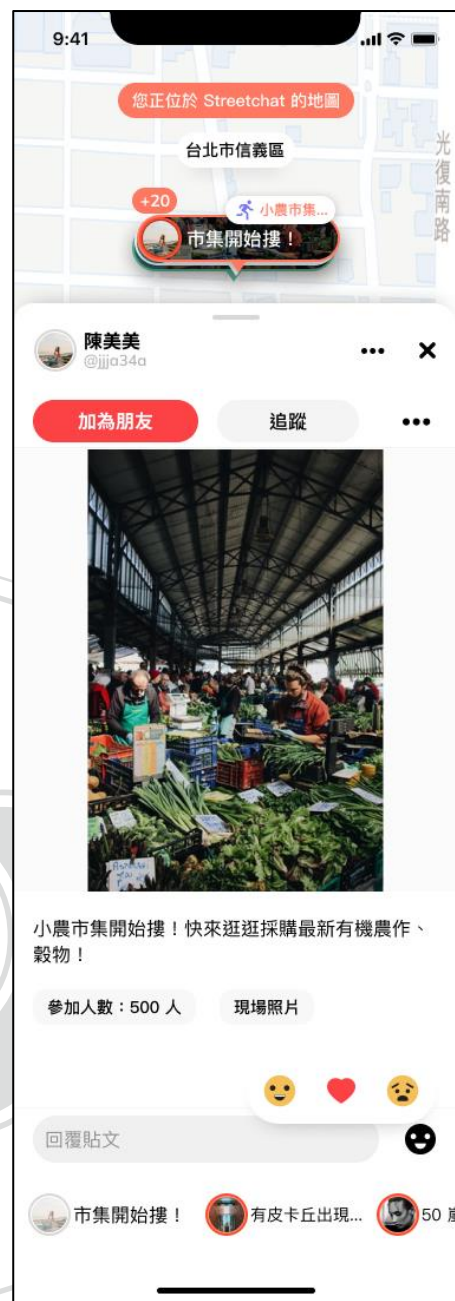 9:41
您正位於 Streetchat 的地圖
台北市信義區
光復南路
+20
小農市集...
市集開始摟！
陳美美
@jjja34a
加為朋友
追蹤
小農市集開始摟！快來逛逛採購最新有機農作、
穀物！
參加人數：500 人
現場照片
回覆貼文
市集開始摟！
有皮卡丘出現...
50